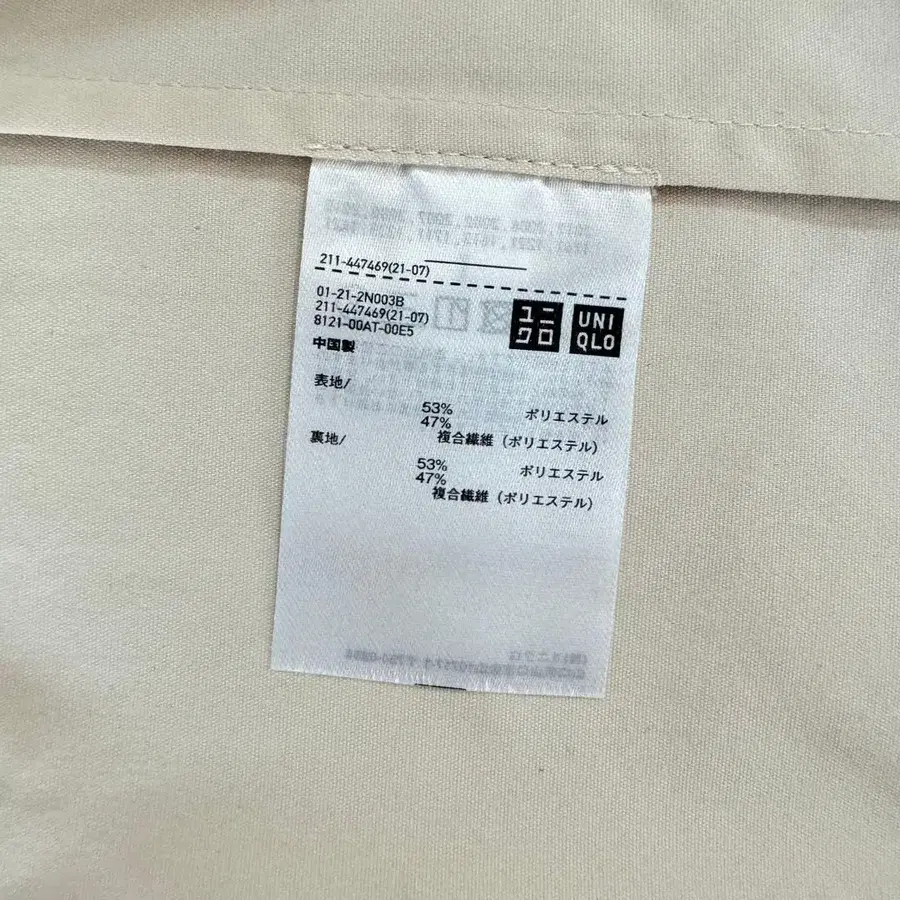 211-447469(21-07)
01-21-2N003B
211-447469(21-07)
8121-00AT-00E5
中国製
ユニ
クロ
UNI
QLO
表地/
53% ポリエステル
47%
複合繊維（ポリエステル）
裏地/
53% ポリエステル
47%
複合繊維（ポリエステル）